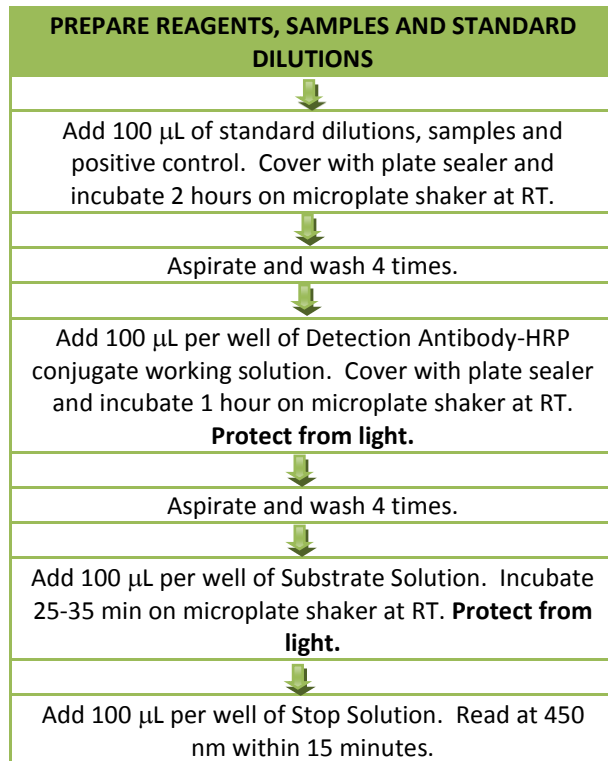 PREPARE REAGENTS, SAMPLES AND STANDARD
DILUTIONS
Add 100 µL of standard dilutions, samples and
positive control.  Cover with plate sealer and
incubate 2 hours on microplate shaker at RT.
Aspirate and wash 4 times.
Add 100 µL per well of Detection Antibody-HRP
conjugate working solution.  Cover with plate sealer
and incubate 1 hour on microplate shaker at RT.
Protect from light.
Aspirate and wash 4 times.
Add 100 µL per well of Substrate Solution.  Incubate
25-35 min on microplate shaker at RT. Protect from
light.
Add 100 µL per well of Stop Solution.  Read at 450
nm within 15 minutes.